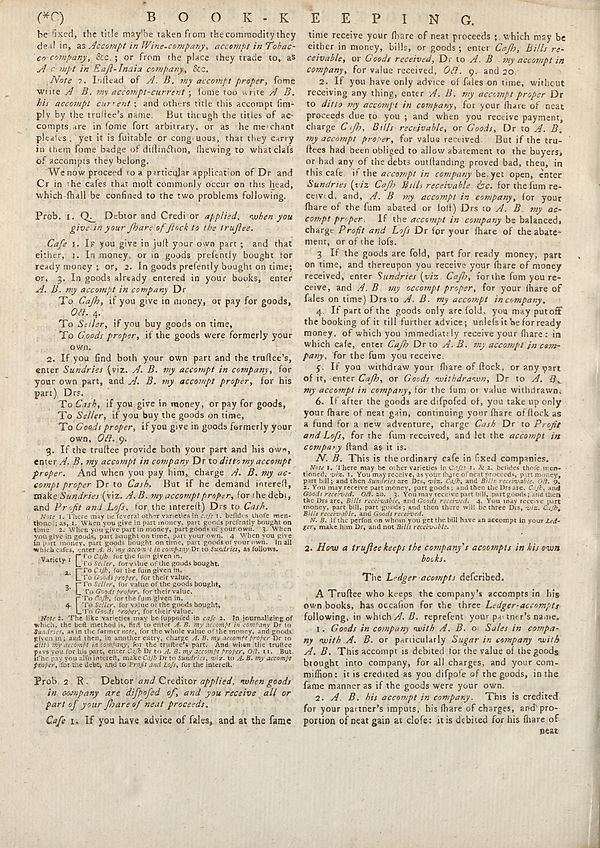 (*C) BOOK-KEEPING.
be fixed, the title may be taken from the commodity they
deal in, as Accompt in Wine-company, accompt in Tobac-
co company, &c.; or from the place they trade to, as
Accompt in Eaſt-India company, &c.
Note 2. Inſtead of A. B. my accompt proper, ſome
write A B. my accompt-current; ſome too write A B.
his accompt current; and others title this accompt ſim-
ply by the truſtee's name. But though the titles of ac-
compts are in ſome ſort arbitrary, or as the merchant
pleaſes, yet it is ſuitable or congruous, that they carry
in them ſome badge of diſtinction, ſhewing to what claſs
of accompts they belong.
We now proceed to a particular application of Dr and
Cr in the caſes that moſt commonly occur on this head,
which ſhall be confined to the two problems following.
Prob. 1. Q. Debtor and Creditor applied, when you
give in your ſhare of ſtock to the truſtee.
Caſe 1. If you give in juſt your own part; and that
either, 1. In money, or in goods preſently bought for
ready money; or, 2. In goods preſently bought on time;
or, 3. In goods already entered in your books, enter
A. B. my accompt in company Dr
To Caſh, if you give in money, or pay for goods,
Oct. 4.
To Seller, if you buy goods on time,
To Goods proper, if the goods were formerly your
own.
2. If you find both your own part and the truſtee's,
enter Sundries (viz. A. B. my accompt in company, for
your own part, and A. B. my accompt proper, for his
part) Drs.
To Cash, if you give in money, or pay for goods,
To Seller, if you buy the goods on time,
To Goods proper, if you give in goods formerly your
own, Oct. 9.
3. If the truſtee provide both your part and his own,
enter A. B. my accompt in company Dr to ditto my accompt
proper. And when you pay him, charge A. B. my ac-
compt proper Dr to Cash. But if he demand intereſt,
make Sundries (viz. A. B. my accompt proper, for the debt,
and Profit and Loſs, for the intereſt) Drs to Cash.
Note 1. There may be ſeveral other varieties in caſe 1. beſides thoſe men-
tioned; as, 1. When you give in part money, part goods preſently bought on
time. 2. When you give part in money, part goods of your own. 3. When
you give in goods, part bought on time, part your own. 4. When you give
in part money, part goods bought on time, part goods of your own. In all
which caſes, enter A. B. my accompt in company Dr to Sundries, as follows.
Variety 1 To Caſh, for the ſum given in,
To Seller, for value of the goods bought.
2. To Caſh, for the ſum given in,
To Goods proper, for their value.
3. To Seller, for value of the goods bought,
To Goods proper, for their value.
To Caſh, for the ſum given in,
4. To Seller, for value of the goods bought,
To Goods proper, for their value.
Note 2. The like varieties may be ſuppoſed in caſe 2. In journalizing of
which, the beſt method is, firſt to enter A. B. my accompt in company Dr to
Sundries, as in the farmer note, for the whole value of the money, and goods
given in; and then, in another entry, charge A. B. my accompt proper Dr to
ditto my accompt in company, for the truſtee's part. And when the truſtee
pays you for his part, enter Caſh Dr to A. B. my accompt proper, Oct. 11. But
if he pay you alſo intereſt, make Caſh Dr to Sundries, viz. to A. B. my accompt
proper, for the debt, and to Profit and Loſs, for the intereſt.
Prob 2 R. Debtor and Creditor applied, when goods
in company are diſpoſed of, and you receive all or
part of your ſhare of neat proceeds.
Caſe 1. If you have advice of ſales, and at the ſame
time receive your ſhare of neat proceeds; which may be
either in money, bills, or goods; enter Caſh, Bills re-
ceivable, or Goods received, Dr to A. B my accompt in
company, for value received, Oct. 9. and 20.
2. If you have only advice of ſales on time, without
receiving any thing, enter A. B. my accompt proper Dr
to ditto my accompt in company, for your ſhare of neat
proceeds due to you; and when you receive payment,
charge Caſh, Bills receivable, or Goods, Dr to A. B.
my accompt proper, for value received. But if the tru-
ſtees had been obliged to allow abatement to the buyers,
or had any of the debts outſtanding proved bad, then, in
this caſe if the accompt in company be yet open, enter
Sundries (viz Caſh Bills receivable &c. for the ſum re-
ceived, and, A. B my accompt in company, for your
ſhare of the ſum abated or loſt) Drs to A. B. my ac-
compt proper. If the accompt in company be balanced,
charge Profit and Loſs Dr for your ſhare of the abate-
ment, or of the loſs.
3 If the goods are ſold, part for ready money, part
on time, and thereupon you receive your ſhare of money
received, enter Sundries (viz. Caſh, for the ſum you re-
ceive, and A. B my occompt proper, for your ſhare of
ſales on time) Drs to A. B. my accompt in company.
4. If part of the goods only are ſold, you may put off
the booking of it till further advice; unleſs it be for ready
money, of which you immediately receive your ſhare: in
which caſe, enter Caſh Dr to A. B. my accompt in com-
pany, for the ſum you receive.
5. If you withdraw your ſhare of ſtock, or any part
of it, enter Caſh, or Goods withdrawn, Dr to A. B.
my accompt in company, for the ſum or value withdrawn.
6. If after the goods are diſpoſed of, you take up only
your ſhare of neat gain, continuing your ſhare of ſtock as
a fund for a new adventure, charge Cash Dr to Profit
and Loſs, for the ſum received, and let the accompt in
company ſtand as it is.
N. B. This is the ordinary caſe in fixed companies.
Note 1. There may be other varieties in Caſes 1. & 2. beſides thoſe men-
tioned, viz. 1. You may receive, as your ſhare of neat proceeds, part money,
part bill; and then Sundries are Drs, viz. Caſh, and Bills receivable. Oct. 9.
2. You may receive part money, part goods; and then the Drs are, Caſh, and
Goods received. Oct. 20. 3. You may receive part bill, part goods; and then
the Drs are, Bills receivable, and Goods received. 4. You may receive part
money, part bill, part goods; and then there will be three Drs, viz. Caſh,
Bills receivable, and Goods received.
N. B. If the perſon on whom you get the bill have an accompt in your Led-
ger, make him Dr, and not Bills receivable.
2. How a truſtee keeps the company's accompts in his own
books.
The Ledger-acompts deſcribed.
A Truſtee who keeps the company's accompts in his
own books, has occaſion for the three Ledger-accompts
following, in which A. B. repreſent your partner's name.
1. Goods in company with A. B. or Sales in compa-
ny with A. B. or particularly Sugar in company with
A. B. This accompt is debited for the value of the goods
brought into company, for all charges, and your com-
miſſion: it is credited as you diſpoſe of the goods, in the
ſame manner as if the goods were your own.
2. A. B. his accompt in company. This is credited
for your partner's imputs, his ſhare of charges, and pro-
portion of neat gain at cloſe: it is debited for his ſhare of
neat